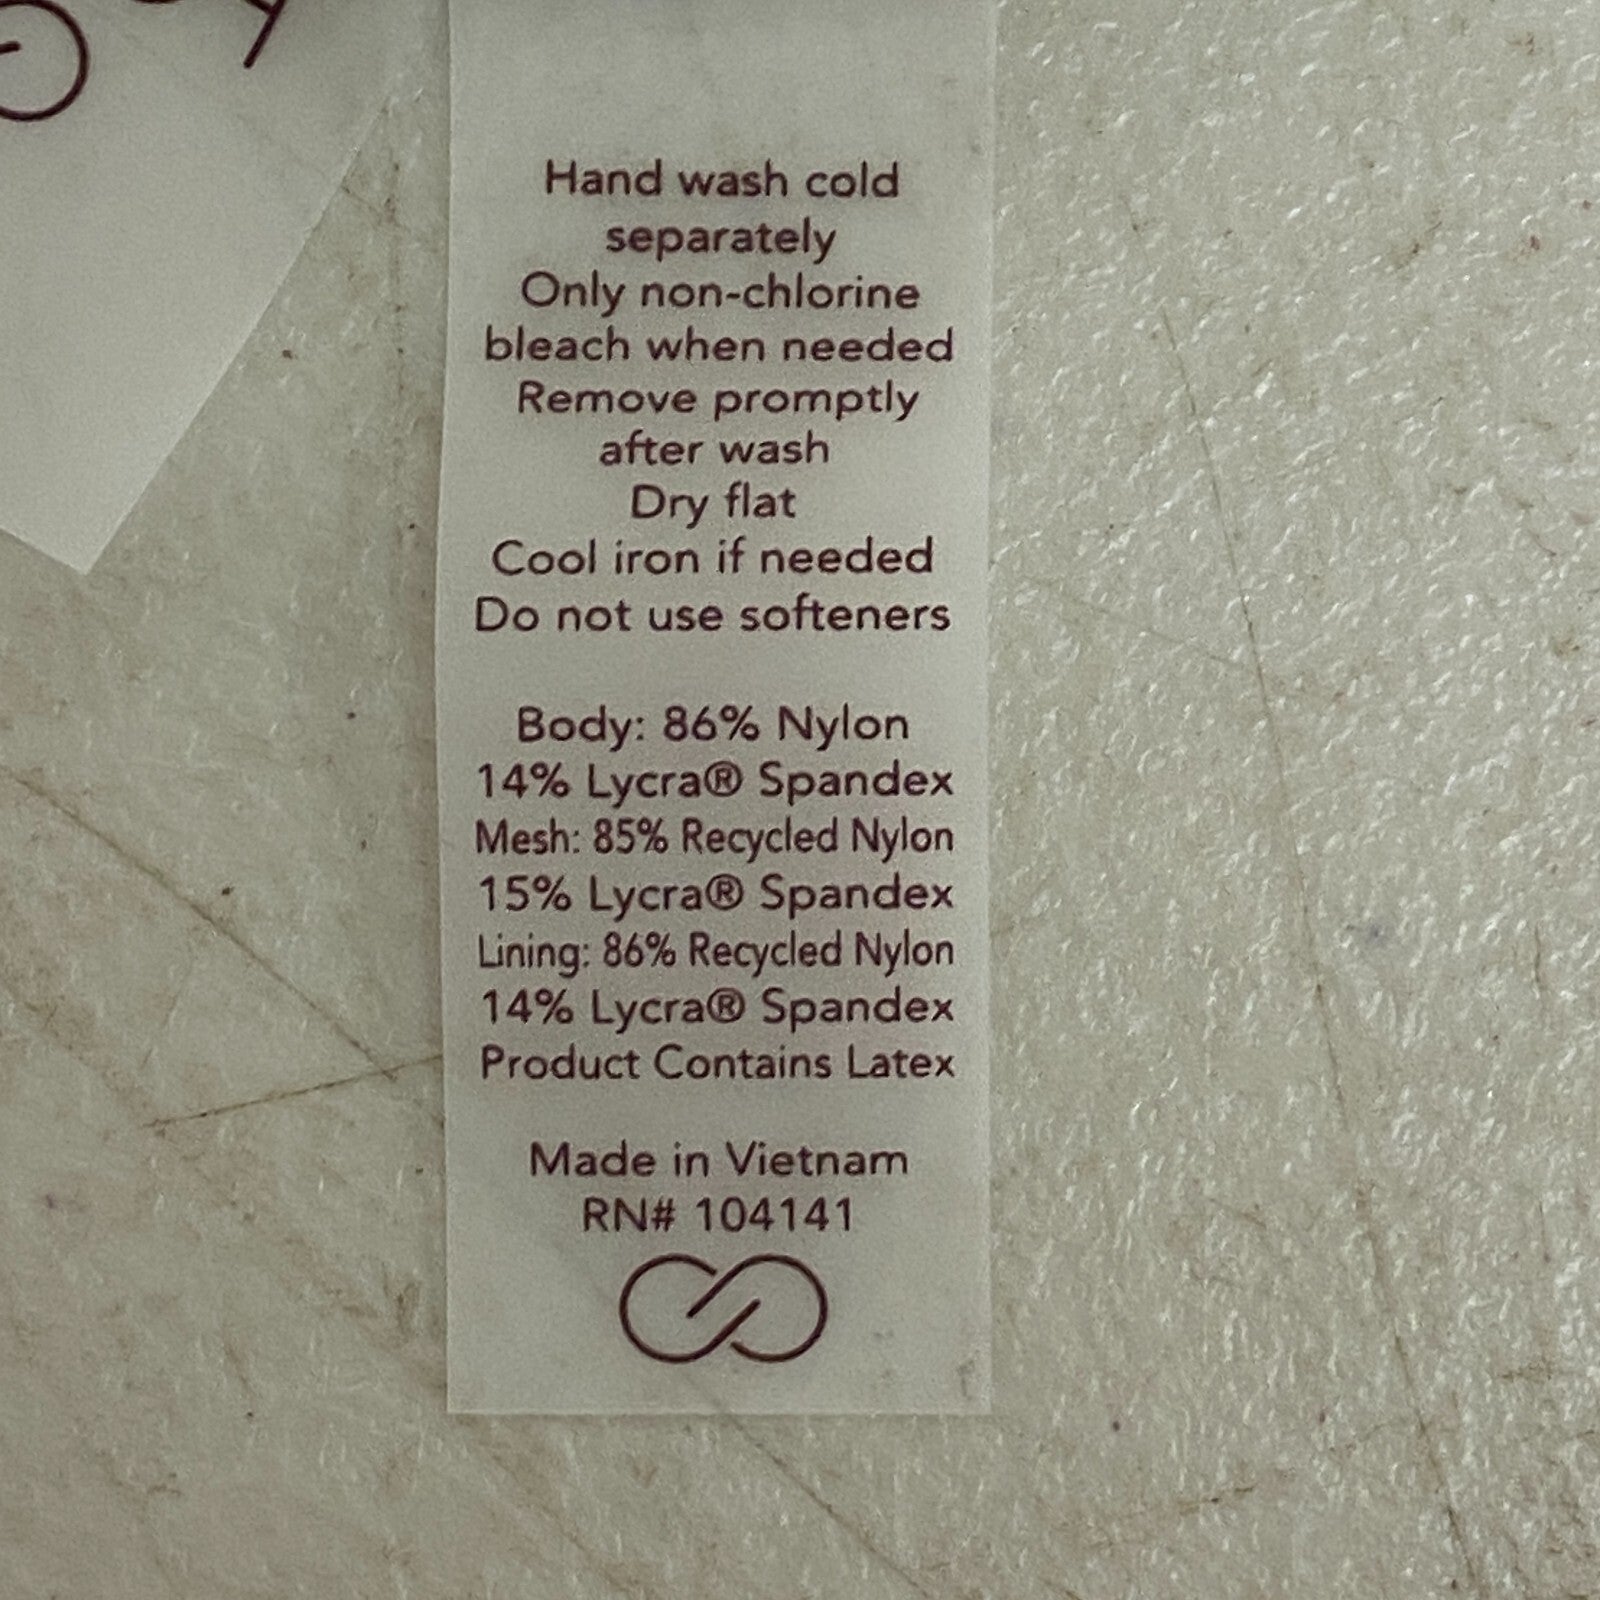 Hand wash cold
separately
Only non-chlorine
bleach when needed
Remove promptly
after wash
Dry flat
Cool iron if needed
Do not use softeners
Body: 86% Nylon
14% Lycra® Spandex
Mesh: 85% Recycled Nylon
15% Lycra® Spandex
Lining: 86% Recycled Nylon
14% Lycra® Spandex
Product Contains Latex
Made in Vietnam
RN# 104141